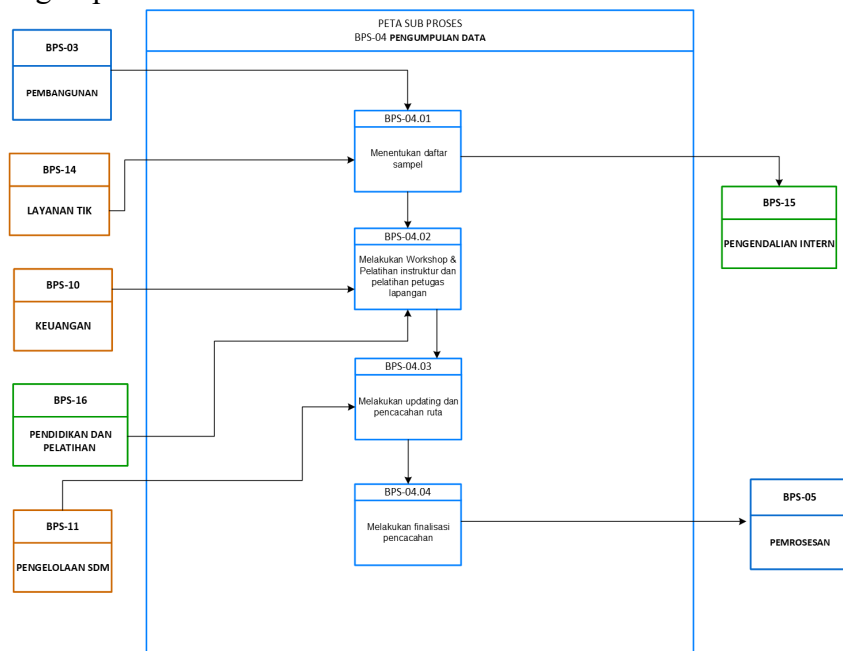 PETA SUB PROSES
BPS-04 PENGUMPULAN DATA
BPS-03
PEMBANGUNAN
BPS-14
LAYANAN TIK
BPS-10
KEUANGAN
BPS-16
PENDIDIKAN DAN
PELATIHAN
BPS-11
PENGELOLAAN SDM
BPS-04.01
Menentukan daftar
sampel
BPS-04.02
Melakukan Workshop &
Pelatihan instruktur dan
pelatihan petugas
lapangan
BPS-04.03
Melakukan updating dan
pencacahan ruta
BPS-04.04
Melakukan finalisasi
pencacahan
BPS-15
PENGENDALIAN INTERN
BPS-05
PEMROSESAN